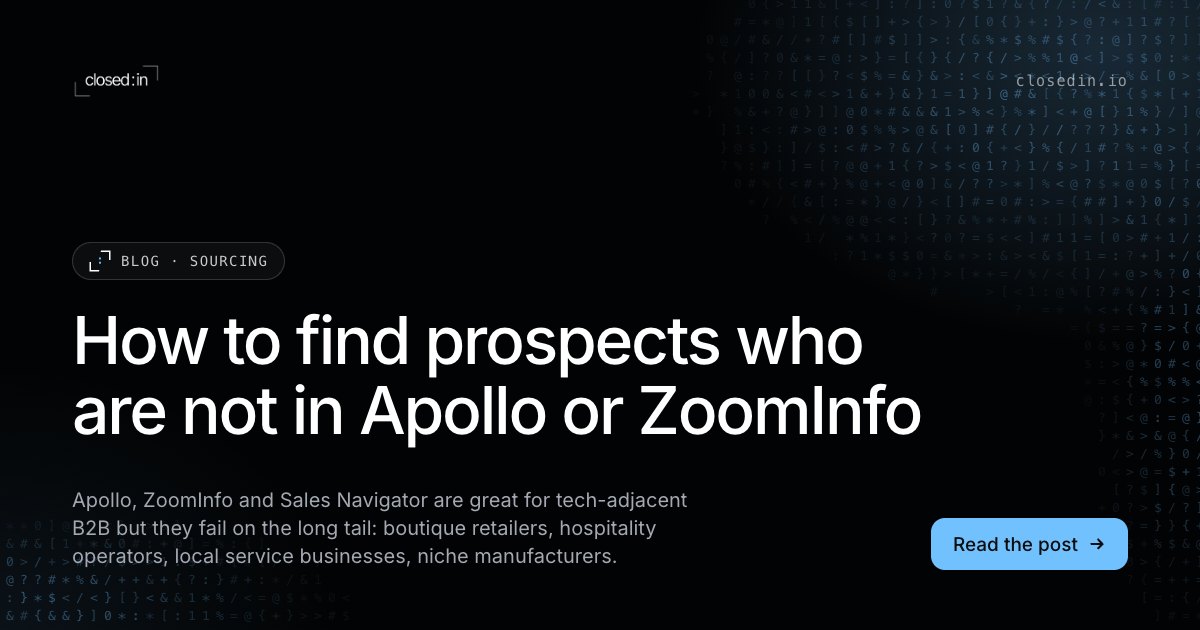 closed:in
closedin.io
BLOG · SOURCING
How to find prospects who
are not in Apollo or ZoomInfo
Apollo, ZoomInfo and Sales Navigator are great for tech-adjacent
B2B but they fail on the long tail: boutique retailers, hospitality
operators, local service businesses, niche manufacturers.
Read the post →